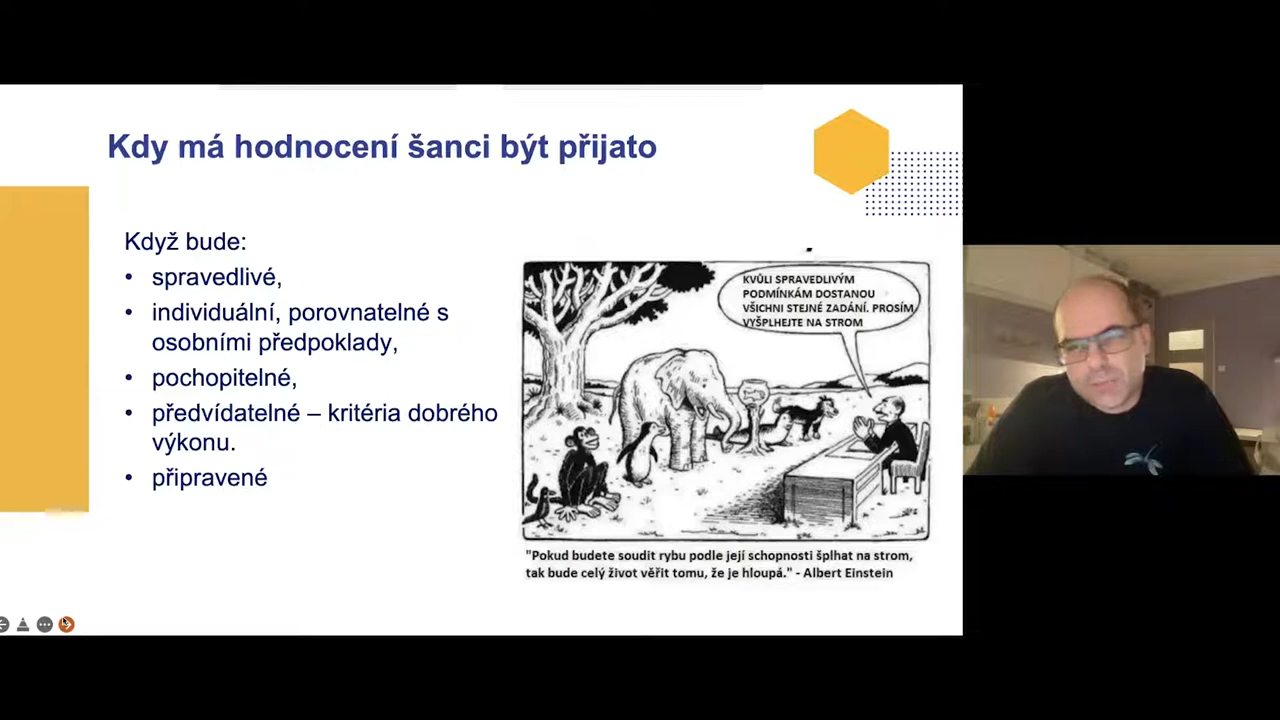 Kdy má hodnocení šanci být přijato
Když bude:
• spravedlivé,
• individuální, porovnatelné s
osobními předpoklady,
• pochopitelné,
• předvídatelné – kritéria dobrého
výkonu.
• připravené
KVŮLI SPRAVEDLIVÝM
PODMÍNKÁM DOSTANOU
VŠICHNI STEJNÉ ZADÁNÍ. PROSÍM
VYŠPLHEJTE NA STROM
"Pokud budete soudit rybu podle její schopnosti šplhat na strom,
tak bude celý život věřit tomu, že je hloupá." - Albert Einstein